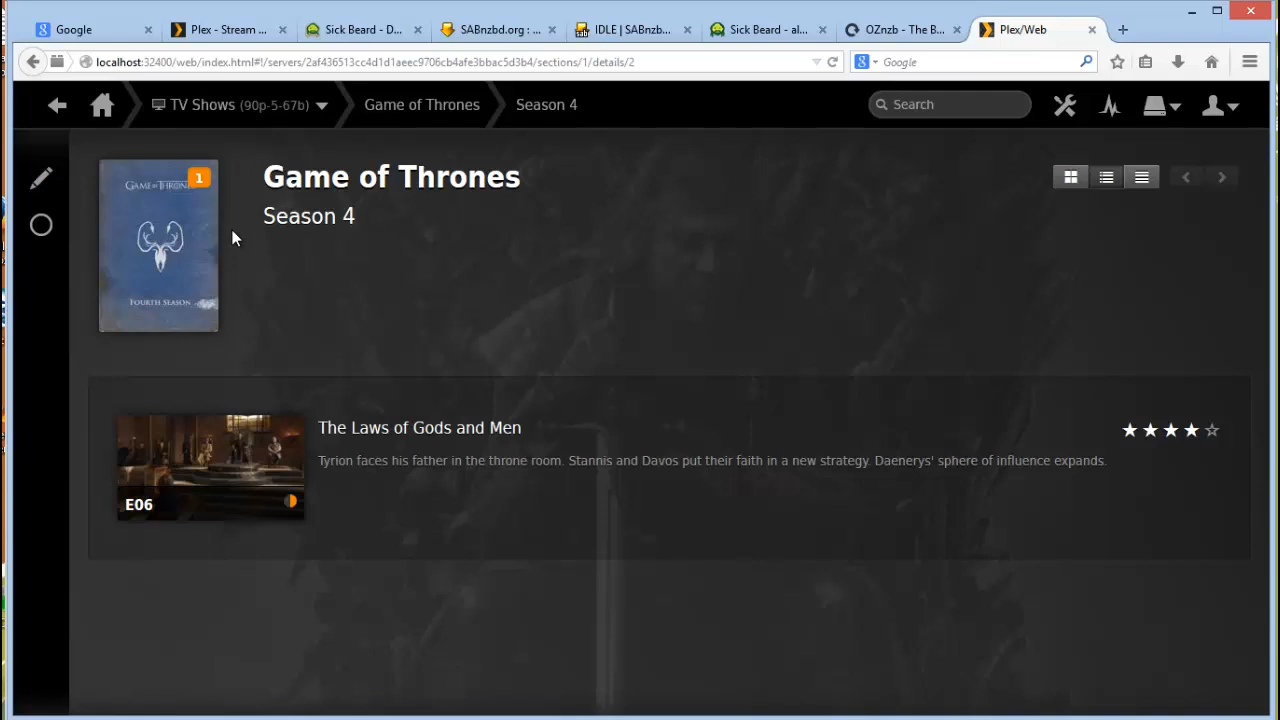 Google
Plex - Stream ...
Sick Beard - D...
SABnzbd.org : ...
IDLE | SABnzb...
Sick Beard - al...
OZnzb - The B...
Plex/Web
localhost:32400/web/index.html#!/servers/2af436513cc4d1d1aeec9706cb4afe3bbac5d3b4/sections/1/details/2
Google
TV Shows (90p-5-67b)
Game of Thrones
Season 4
Search
1
GAME OF THRON
FOURTH SEASON
Game of Thrones
Season 4
The Laws of Gods and Men
Tyrion faces his father in the throne room. Stannis and Davos put their faith in a new strategy. Daenerys' sphere of influence expands.
E06